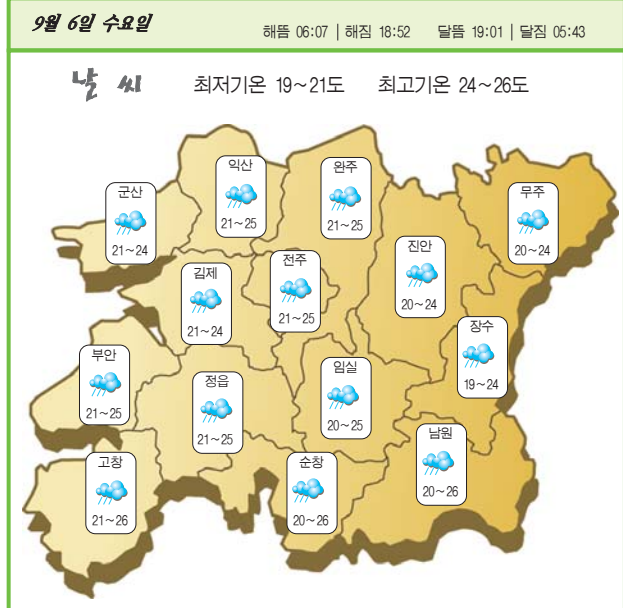 9월 6일 수요일
해뜸 06:07 | 해짐 18:52 달뜸 19:01 | 달짐 05:43
날 씨 최저기온 19~21도 최고기온 24~26도
익산
21~25
완주
21~25
군산
21~24
무주
20~24
진안
20~24
전주
21~25
김제
21~24
장수
19~24
부안
21~25
임실
20~25
정읍
21~25
남원
20~26
고창
21~26
순창
20~26